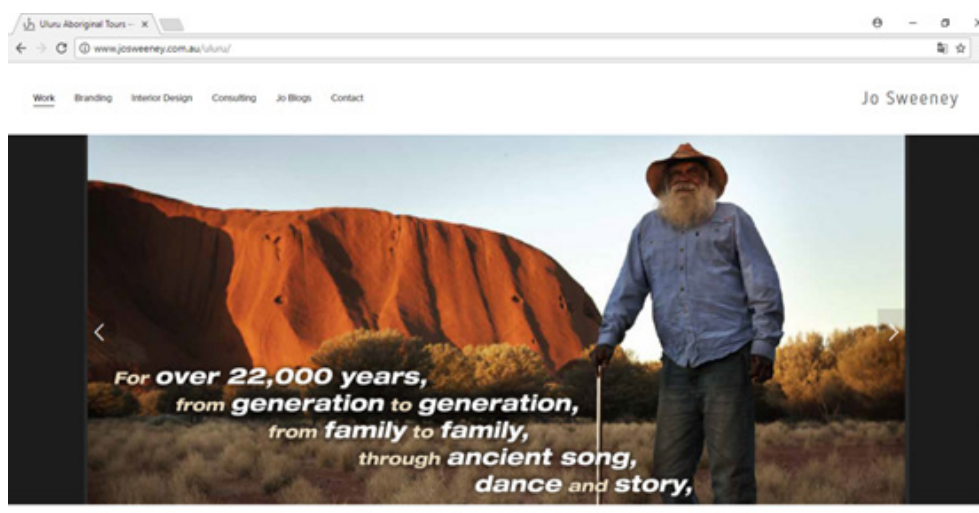 Uluru Aboriginal Tours —
www.josweeney.com.au/uluru/
Work Branding Interior Design Consulting Jo Blogs Contact
Jo Sweeney
For over 22,000 years,
from generation to generation,
from family to family,
through ancient song,
dance and story,